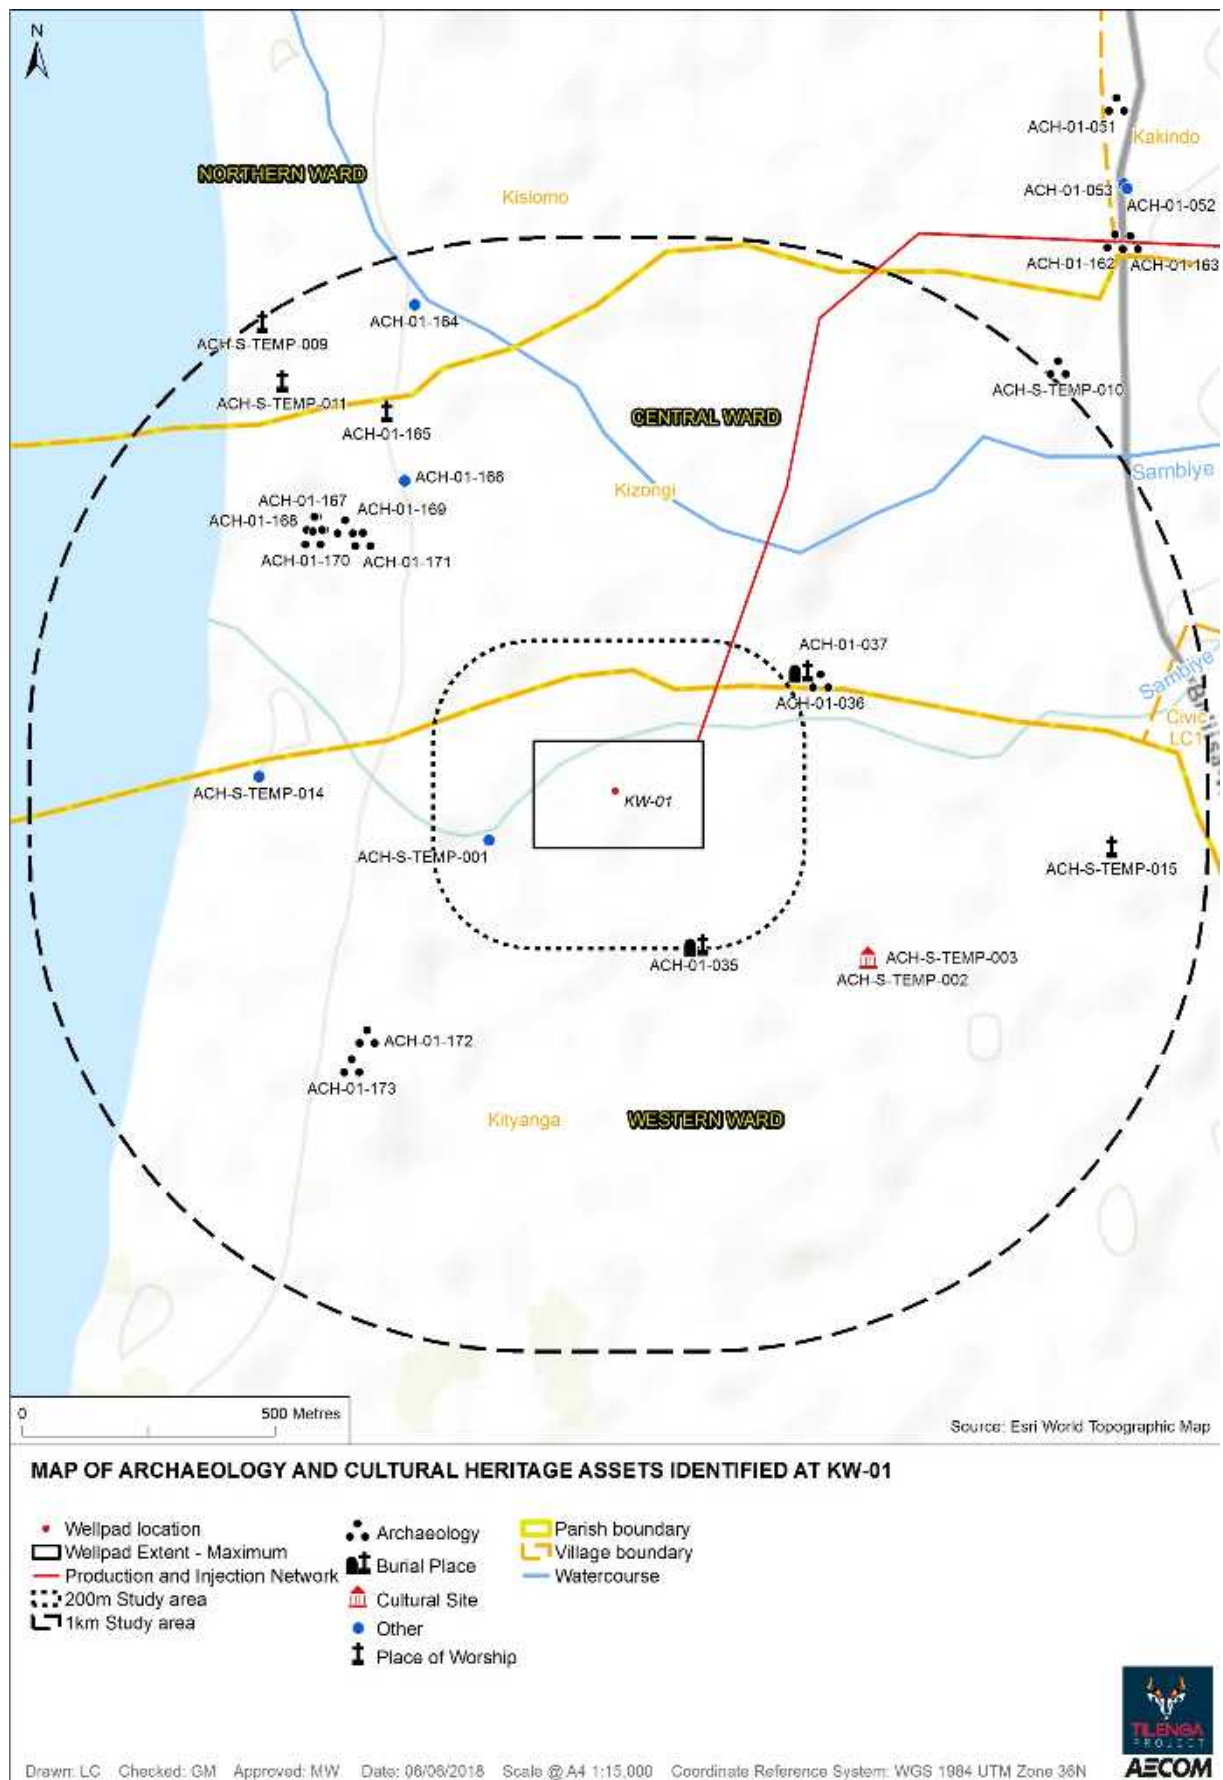 N
ACH-01-051
Kakindo
NORTHERN WARD
Kisiomo
ACH-01-053
ACH-01-052
ACH-01-162
ACH-01-163
ACH-01-164
ACH-S-TEMP-009
ACH-S-TEMP-011
ACH-S-TEMP-010
CENTRAL WARD
ACH-01-165
Sambiye
ACH-01-166
Kizongi
ACH-01-167
ACH-01-169
ACH-01-168
ACH-01-170
ACH-01-171
ACH-01-037
Sambiye
ACH-01-036
Civic
LC1
ACH-S-TEMP-014
KW-01
ACH-S-TEMP-001
ACH-S-TEMP-015
ACH-01-035
ACH-S-TEMP-003
ACH-S-TEMP-002
ACH-01-172
ACH-01-173
Kityanga
WESTERN WARD
0 500 Metres
Source: Esri World Topographic Map
MAP OF ARCHAEOLOGY AND CULTURAL HERITAGE ASSETS IDENTIFIED AT KW-01
Wellpad location
Wellpad Extent - Maximum
Production and Injection Network
200m Study area
1km Study area
Archaeology
Burial Place
Cultural Site
Other
Place of Worship
Parish boundary
Village boundary
Watercourse
TILENGA
PROJECT
AECOM
Drawn: LC Checked: GM Approved: MW Date: 06/06/2018 Scale @ A4 1:15,000 Coordinate Reference System: WGS 1984 UTM Zone 36N